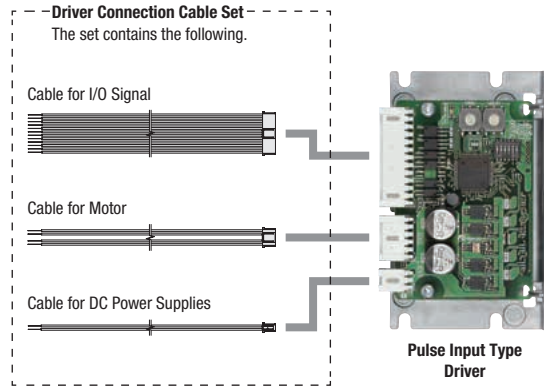 Driver Connection Cable Set
The set contains the following.
Cable for I/O Signal
Cable for Motor
Cable for DC Power Supplies
Pulse Input Type
Driver